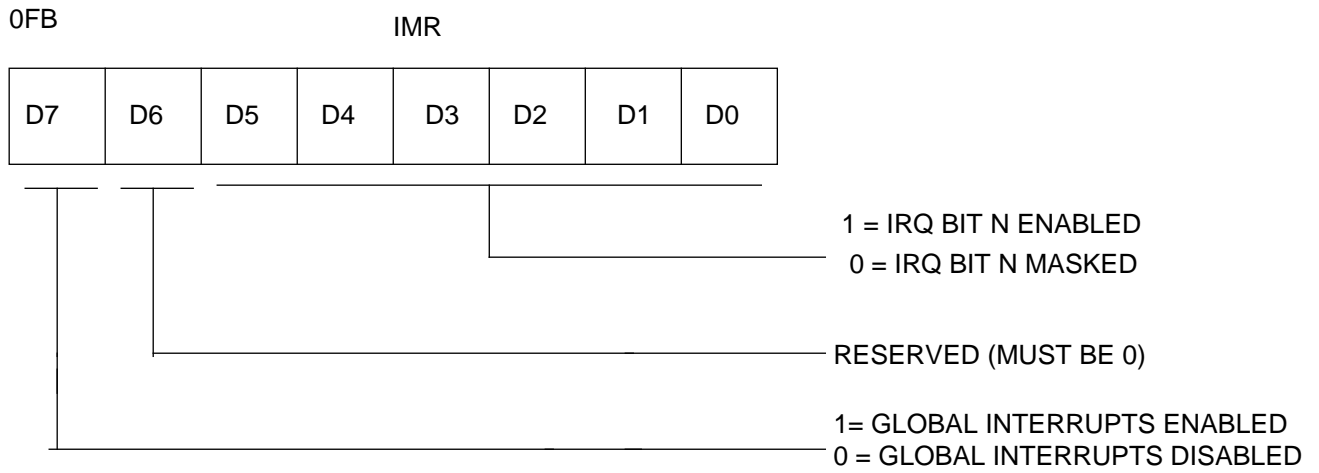 0FB
IMR
D7 D6 D5 D4 D3 D2 D1 D0
1 = IRQ BIT N ENABLED
0 = IRQ BIT N MASKED
RESERVED (MUST BE 0)
1= GLOBAL INTERRUPTS ENABLED
0 = GLOBAL INTERRUPTS DISABLED